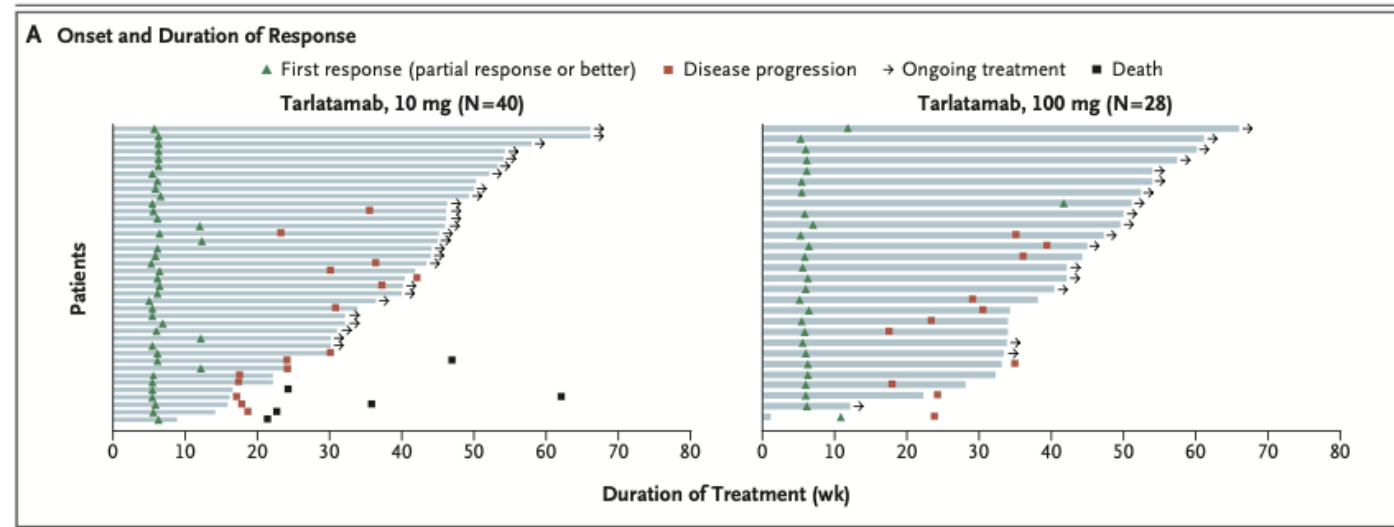 A Onset and Duration of Response
▲ First response (partial response or better) ■ Disease progression → Ongoing treatment ■ Death
Tarlatamab, 10 mg (N=40)
Tarlatamab, 100 mg (N=28)
Patients
0 10 20 30 40 50 60 70 80
0 10 20 30 40 50 60 70 80
Duration of Treatment (wk)